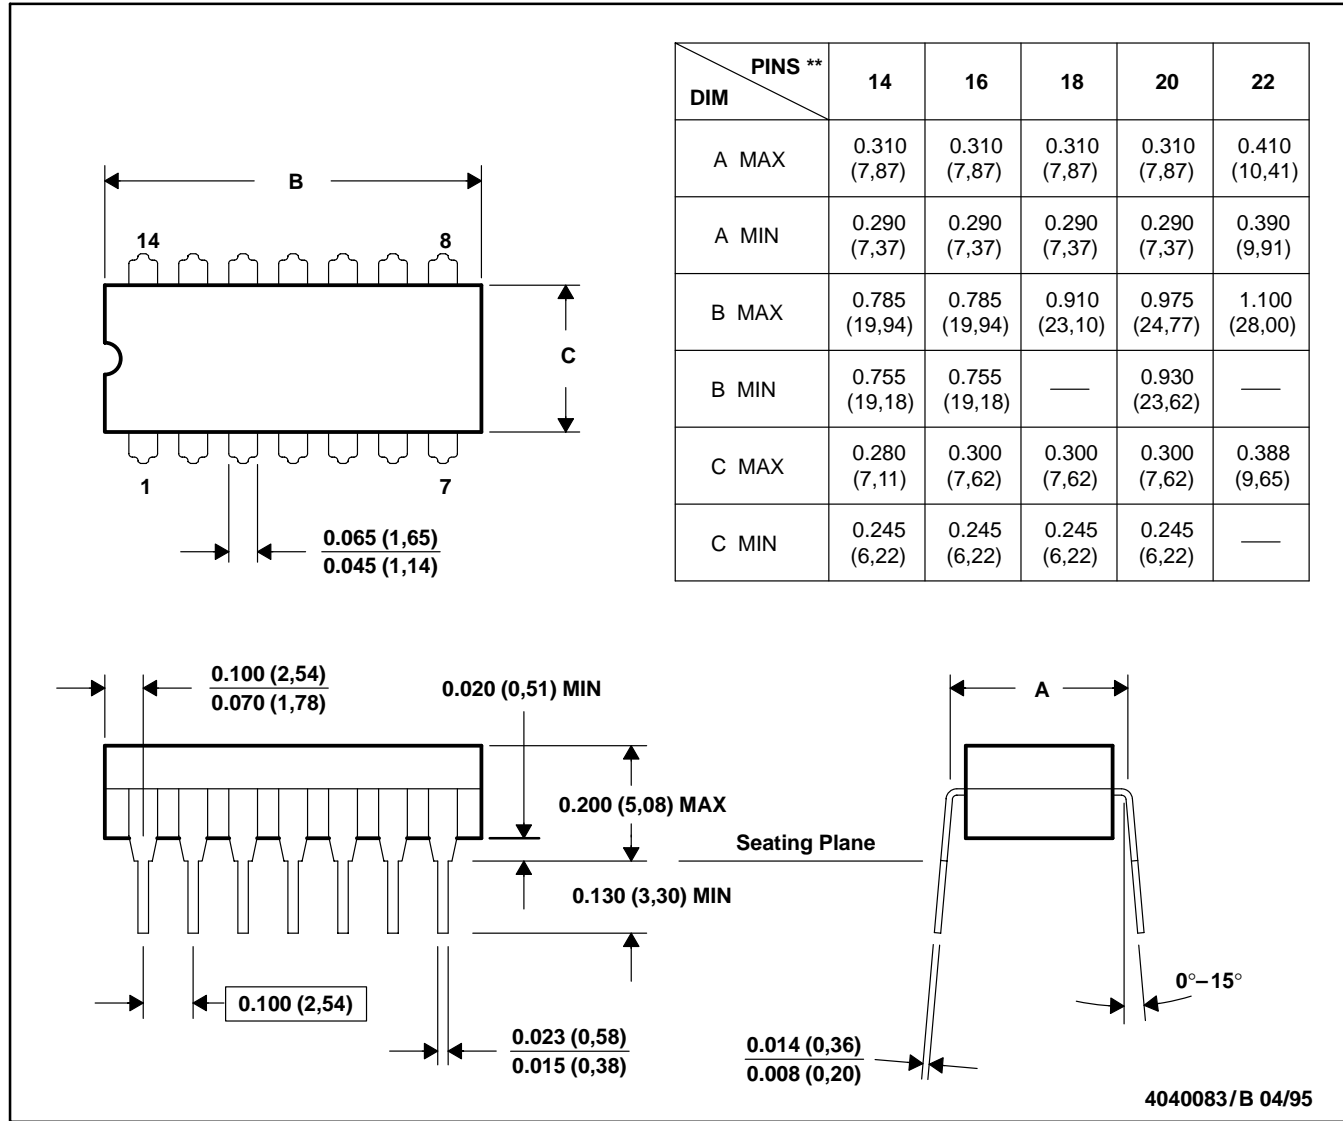 PINS **
DIM
14 16 18 20 22
A MAX 0.310 (7,87) 0.310 (7,87) 0.310 (7,87) 0.310 (7,87) 0.410 (10,41)
A MIN 0.290 (7,37) 0.290 (7,37) 0.290 (7,37) 0.290 (7,37) 0.390 (9,91)
B MAX 0.785 (19,94) 0.785 (19,94) 0.910 (23,10) 0.975 (24,77) 1.100 (28,00)
B MIN 0.755 (19,18) 0.755 (19,18) — 0.930 (23,62) —
C MAX 0.280 (7,11) 0.300 (7,62) 0.300 (7,62) 0.300 (7,62) 0.388 (9,65)
C MIN 0.245 (6,22) 0.245 (6,22) 0.245 (6,22) 0.245 (6,22) —
B
14
8
C
1
7
0.065 (1,65)
0.045 (1,14)
0.100 (2,54)
0.070 (1,78)
0.020 (0,51) MIN
0.200 (5,08) MAX
Seating Plane
0.130 (3,30) MIN
0.100 (2,54)
0.023 (0,58)
0.015 (0,38)
A
0°–15°
0.014 (0,36)
0.008 (0,20)
4040083/B 04/95